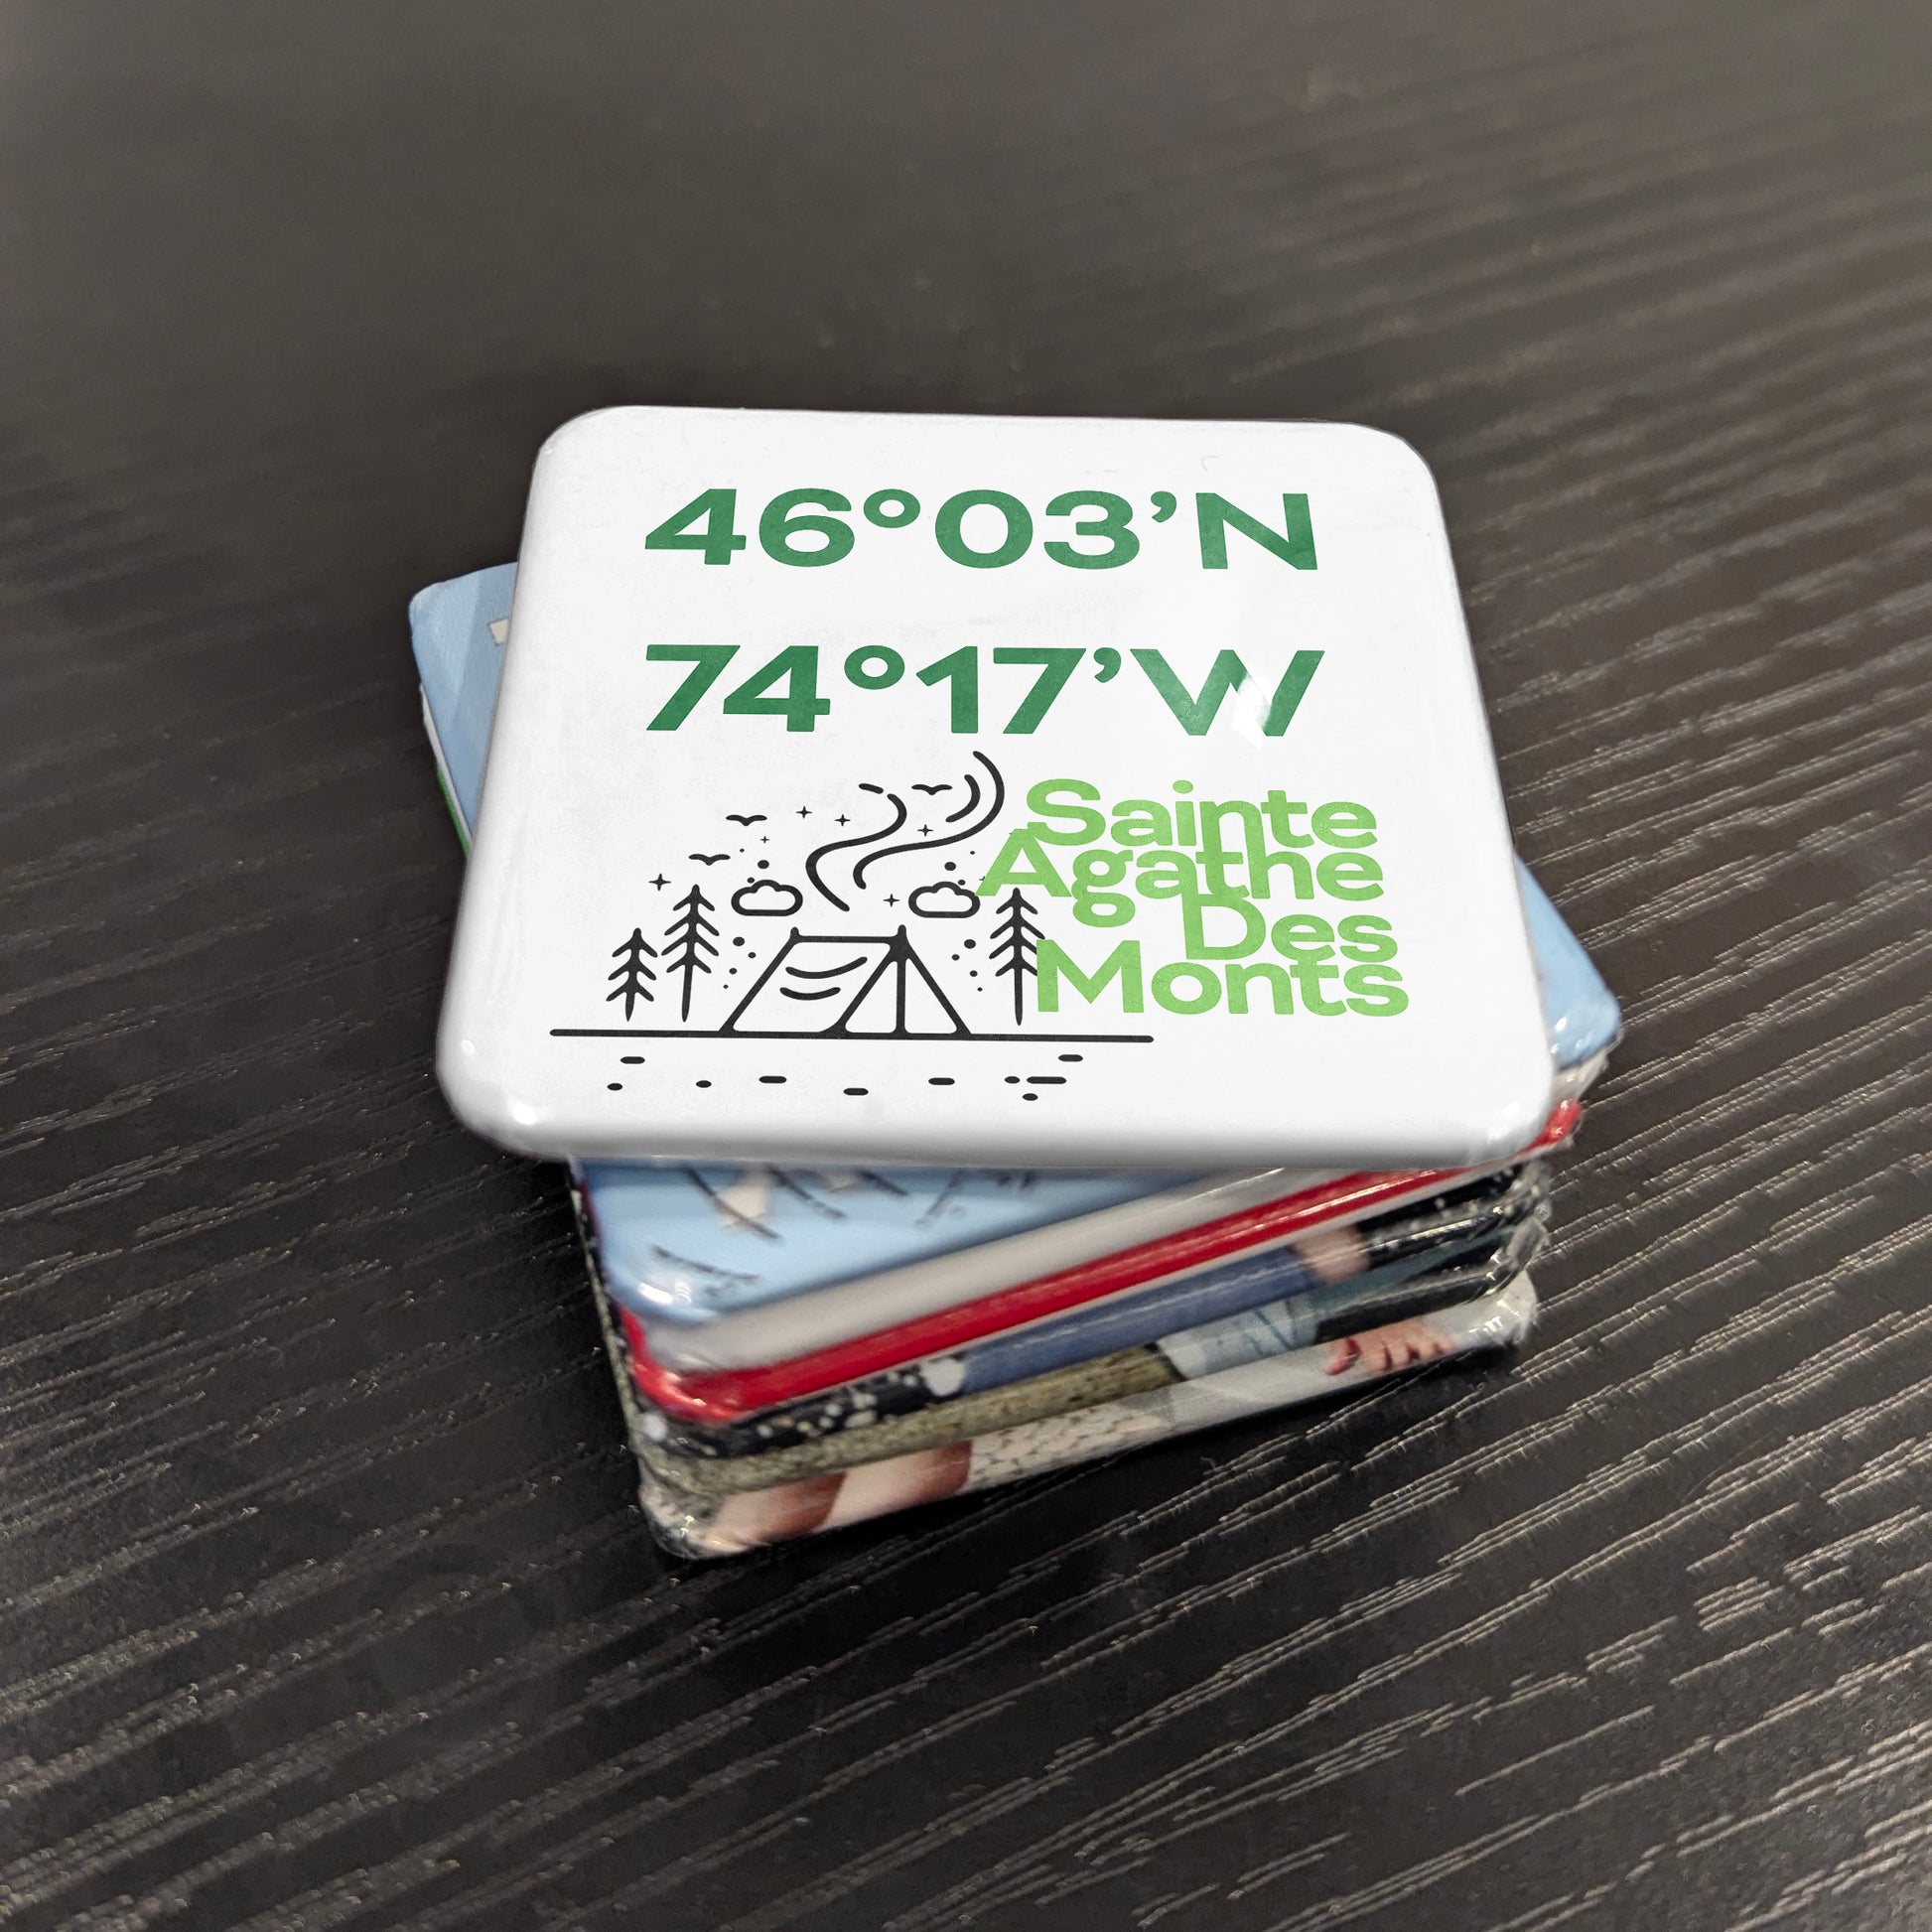 46°03’N
74°17’W
Sainte
Agathe
Des
Monts